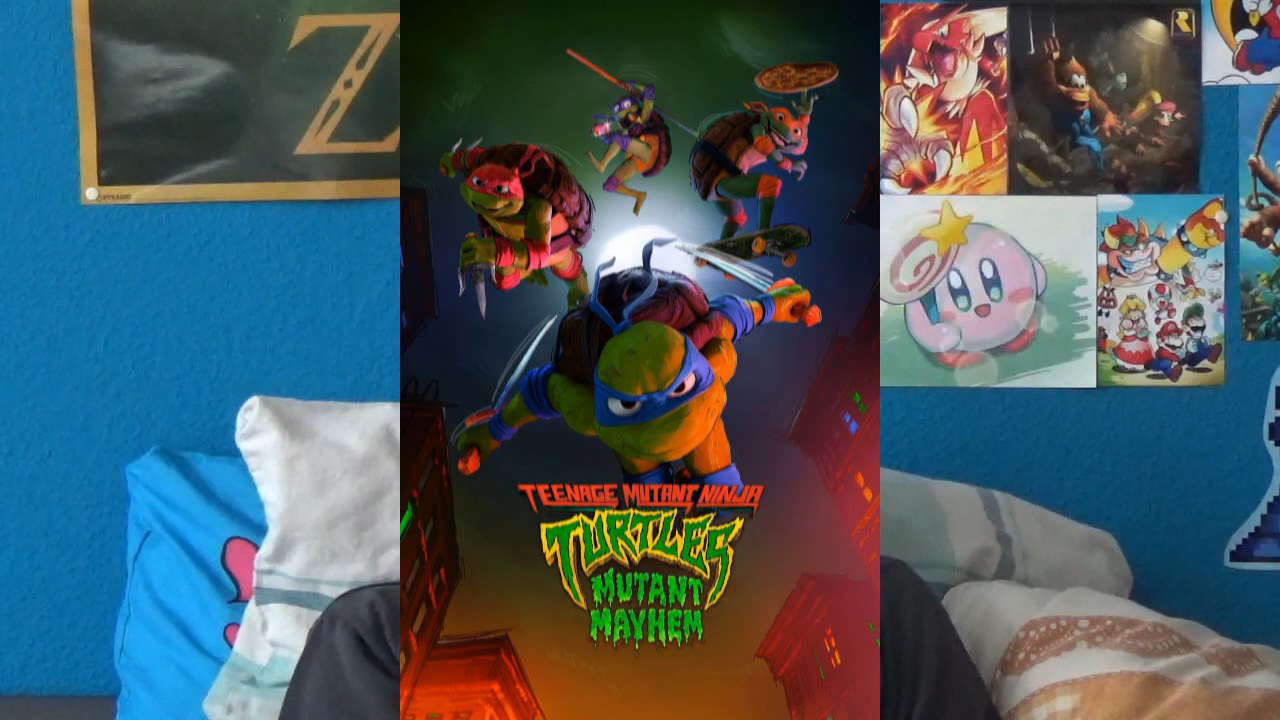 Z
R
TEENAGE MUTANT NINJA
TURTLES
MUTANT
MAYHEM